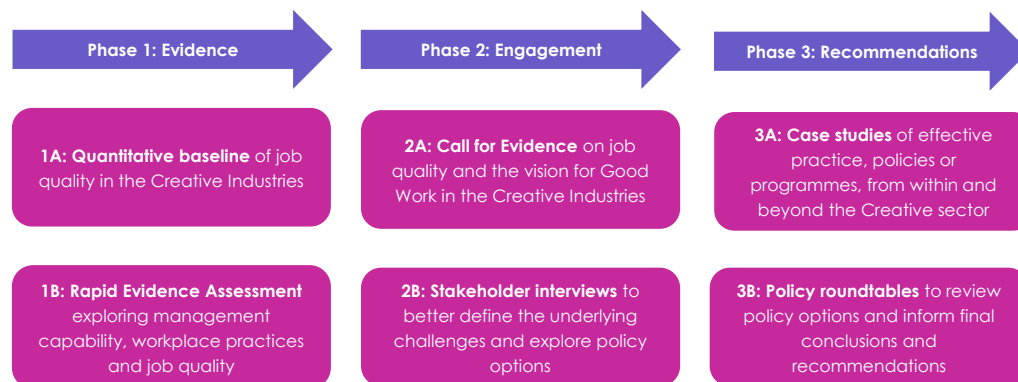 Phase 1: Evidence
Phase 2: Engagement
Phase 3: Recommendations
1A: Quantitative baseline of job
quality in the Creative Industries
2A: Call for Evidence on job
quality and the vision for Good
Work in the Creative Industries
3A: Case studies of effective
practice, policies or
programmes, from within and
beyond the Creative sector
1B: Rapid Evidence Assessment
exploring management
capability, workplace practices
and job quality
2B: Stakeholder interviews to
better define the underlying
challenges and explore policy
options
3B: Policy roundtables to review
policy options and inform final
conclusions and
recommendations